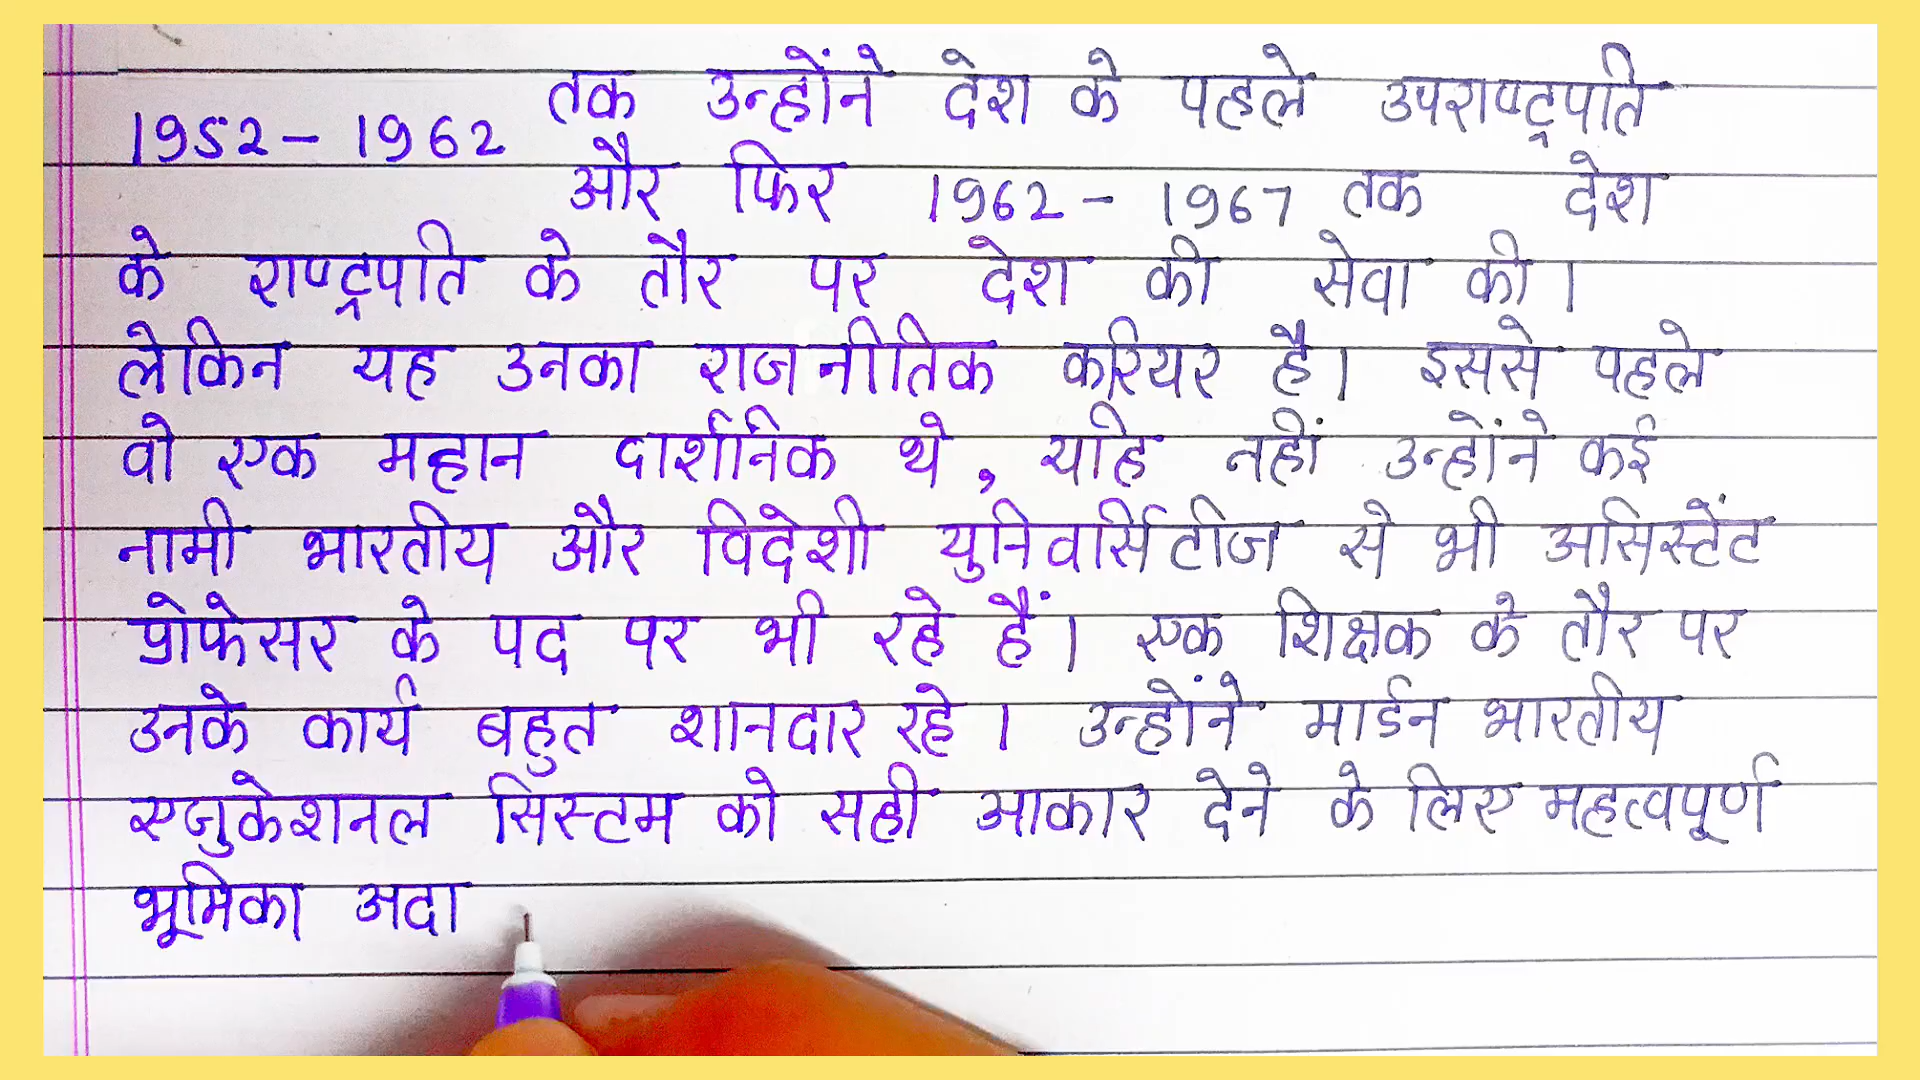 1952-1962 तक उन्होंने देश के पहले उपराष्ट्रपति
और फिर 1962-1967 तक देश
के राष्ट्रपति के तौर पर देश की सेवा की।
लेकिन यह उनका राजनीतिक करियर है। इससे पहले
वो एक महान दार्शनिक थे, यहि नहीं उन्होंने कई
नामी भारतीय और विदेशी युनिवर्सिटीज से भी असिस्टेंट
प्रोफेसर के पद पर भी रहे हैं। एक शिक्षक के तौर पर
उनके कार्य बहुत शानदार रहे। उन्होंने मार्डन भारतीय
एजुकेशनल सिस्टम को सही आकार देने के लिए महत्वपूर्ण
भूमिका अदा